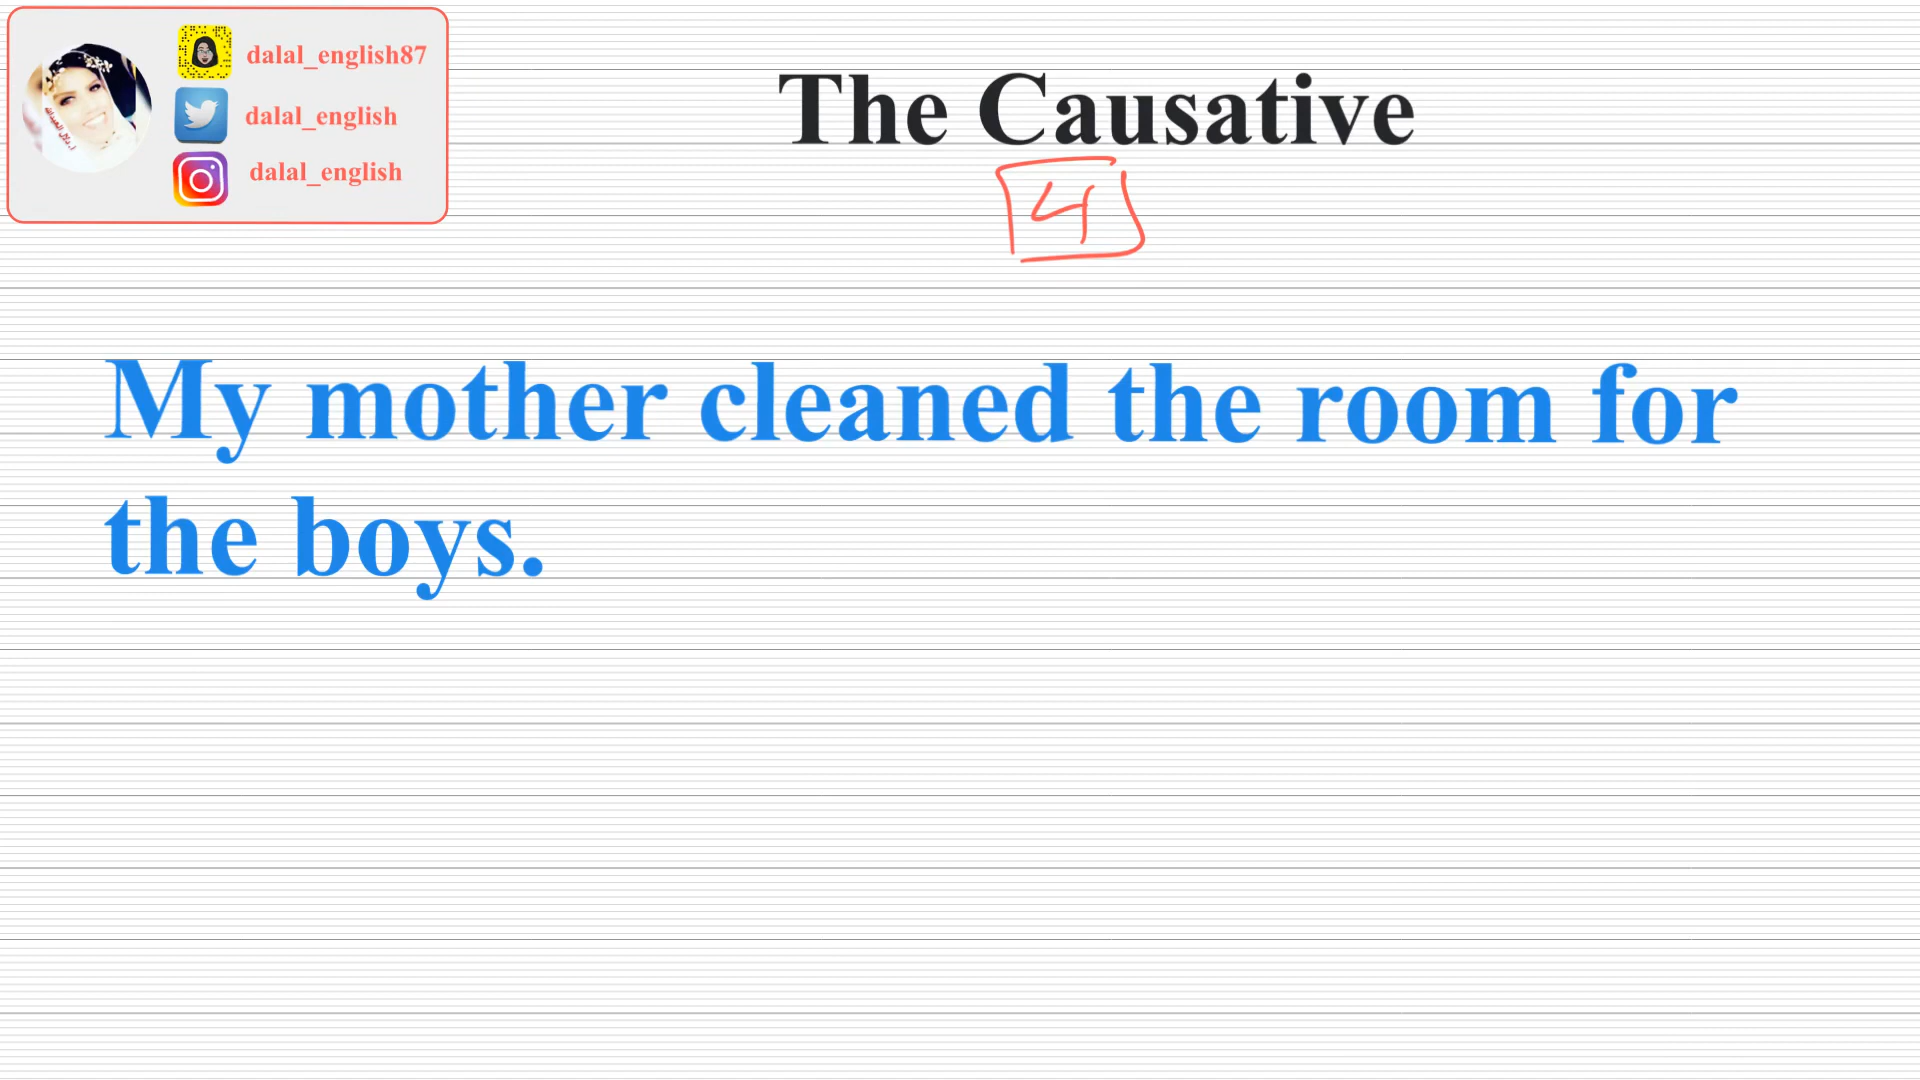 dalal_english87
dalal_english
dalal_english
The Causative
4
My mother cleaned the room for
the boys.